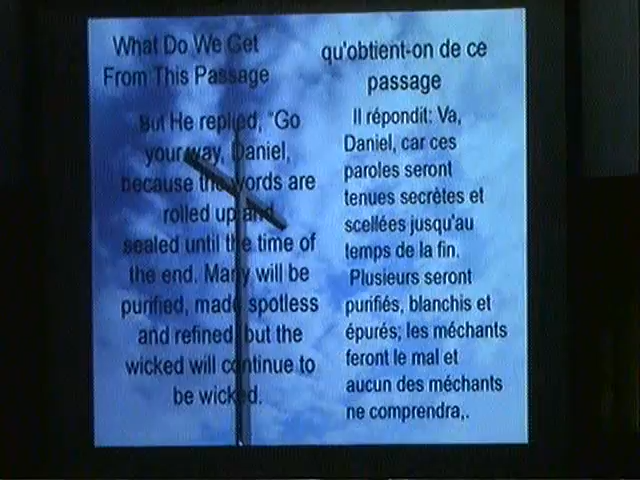 What Do We Get
From This Passage
But He replied, "Go
your way, Daniel,
because the words are
rolled up and
sealed until the time of
the end. Many will be
purified, made spotless
and refined but the
wicked will continue to
be wicked.
qu'obtient-on de ce
passage
Il répondit: Va,
Daniel, car ces
paroles seront
tenues secrètes et
scellées jusqu'au
temps de la fin.
Plusieurs seront
purifiés, blanchis et
épurés; les méchants
feront le mal et
aucun des méchants
ne comprendra,.